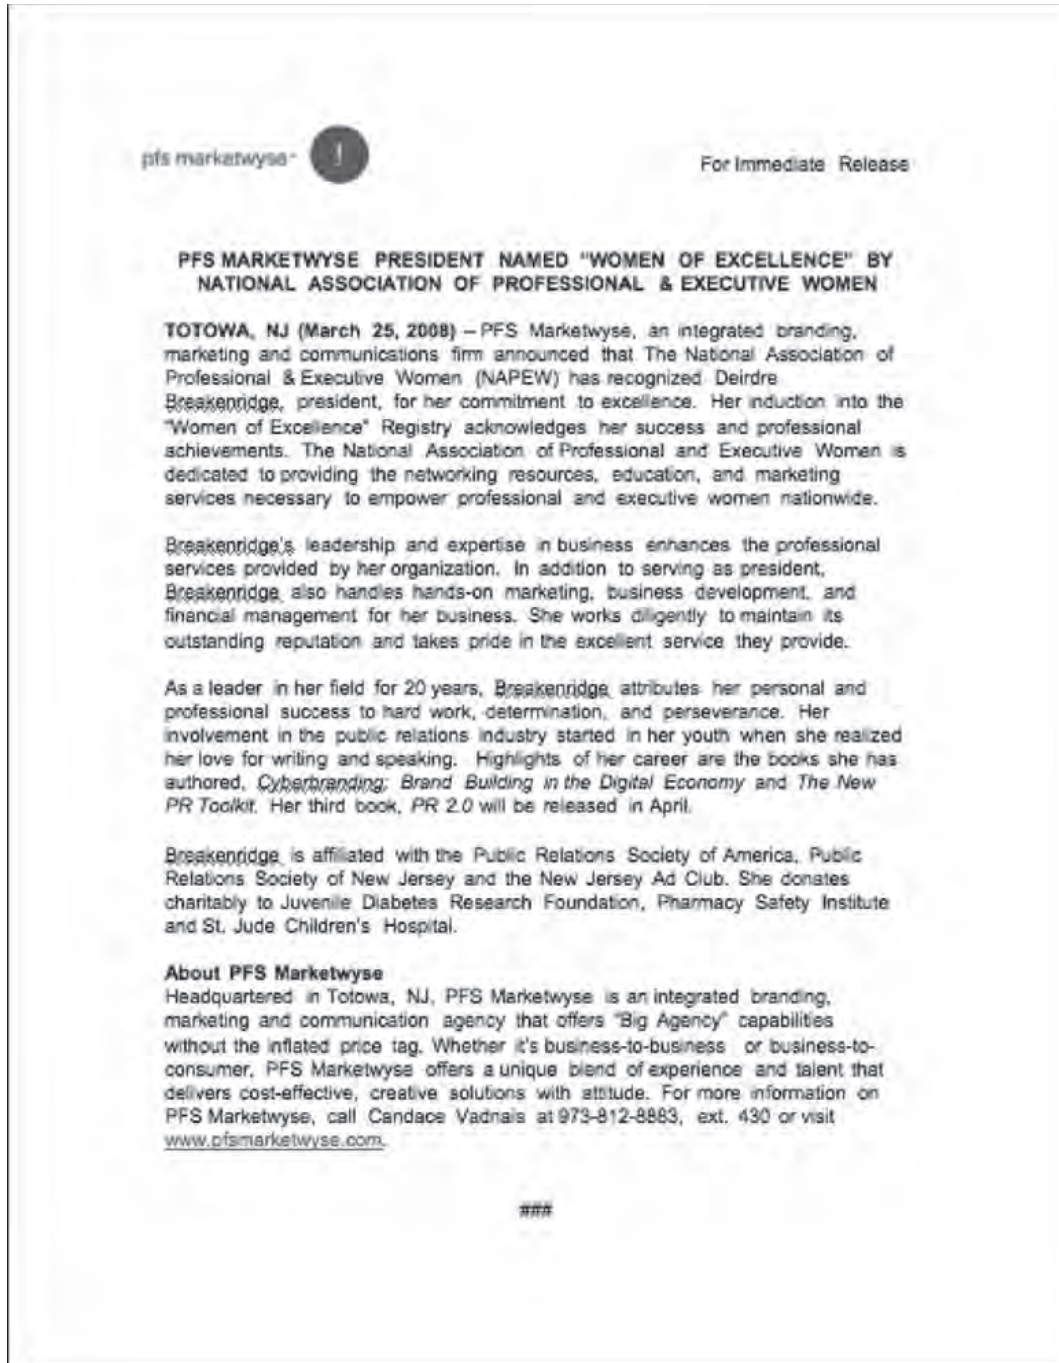 pfs marketwyse
!
For Immediate Release
PFS MARKETWYSE PRESIDENT NAMED "WOMEN OF EXCELLENCE" BY
NATIONAL ASSOCIATION OF PROFESSIONAL & EXECUTIVE WOMEN
TOTOWA, NJ (March 25, 2008) – PFS Marketwyse, an integrated branding,
marketing and communications firm announced that The National Association of
Professional & Executive Women (NAPEW) has recognized Deirdre
Breakenridge, president, for her commitment to excellence. Her induction into the
"Women of Excellence" Registry acknowledges her success and professional
achievements. The National Association of Professional and Executive Women is
dedicated to providing the networking resources, education, and marketing
services necessary to empower professional and executive women nationwide.
Breakenridge's leadership and expertise in business enhances the professional
services provided by her organization. In addition to serving as president,
Breakenridge also handles hands-on marketing, business development, and
financial management for her business. She works diligently to maintain its
outstanding reputation and takes pride in the excellent service they provide.
As a leader in her field for 20 years, Breakenridge attributes her personal and
professional success to hard work, determination, and perseverance. Her
involvement in the public relations industry started in her youth when she realized
her love for writing and speaking. Highlights of her career are the books she has
authored, Cyberbranding: Brand Building in the Digital Economy and The New
PR Toolkit. Her third book, PR 2.0 will be released in April.
Breakenridge is affiliated with the Public Relations Society of America, Public
Relations Society of New Jersey and the New Jersey Ad Club. She donates
charitably to Juvenile Diabetes Research Foundation, Pharmacy Safety Institute
and St. Jude Children's Hospital.
About PFS Marketwyse
Headquartered in Totowa, NJ, PFS Marketwyse is an integrated branding,
marketing and communication agency that offers "Big Agency" capabilities
without the inflated price tag. Whether it's business-to-business or business-to-
consumer, PFS Marketwyse offers a unique blend of experience and talent that
delivers cost-effective, creative solutions with attitude. For more information on
PFS Marketwyse, call Candace Vadnais at 973-812-8883, ext. 430 or visit
www.pfsmarketwyse.com.
###